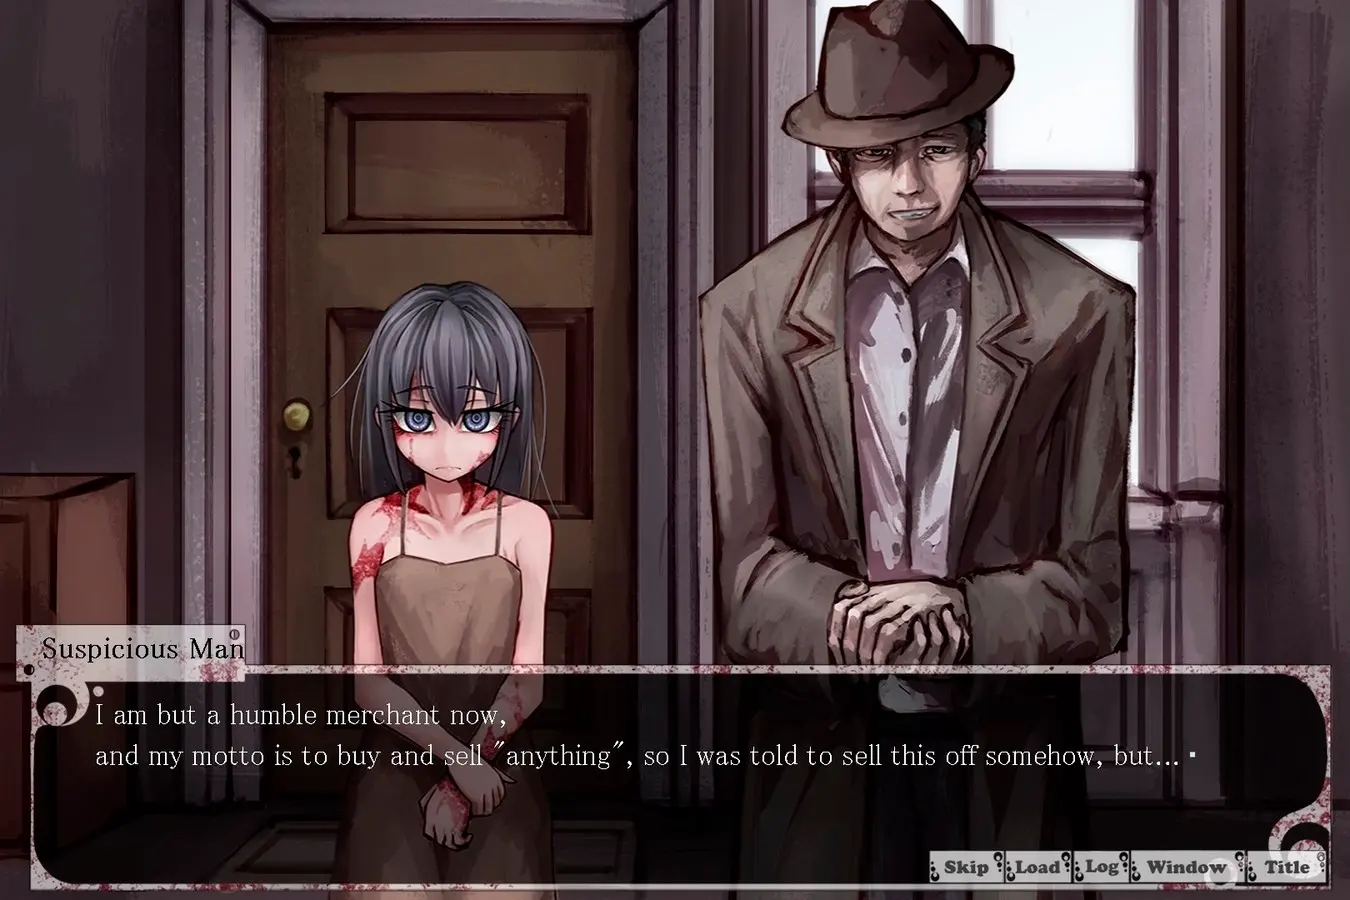 Suspicious Man
I am but a humble merchant now,
and my motto is to buy and sell "anything", so I was told to sell this off somehow, but...
Skip Load Log Window Title